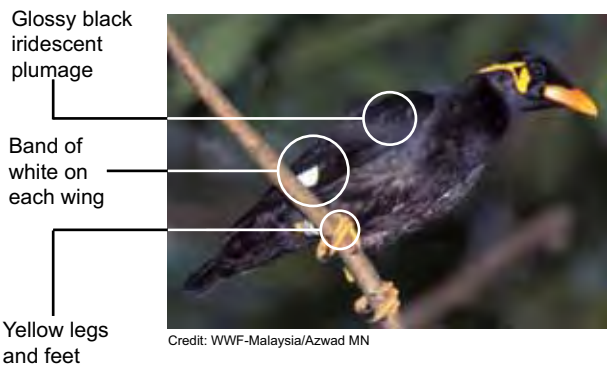 Glossy black
iridescent
plumage
Band of
white on
each wing
Yellow legs
and feet
Credit: WWF-Malaysia/Azwad MN